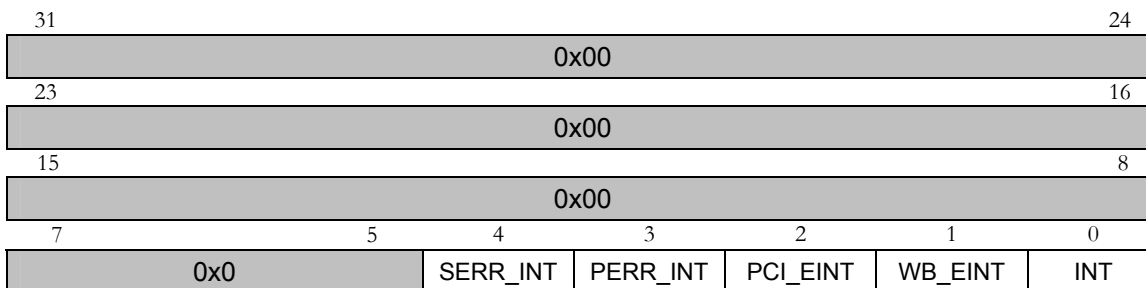 31 24
0x00
23 16
0x00
15 8
0x00
7 5 4 3 2 1 0
0x0 SERR_INT PERR_INT PCI_EINT WB_EINT INT